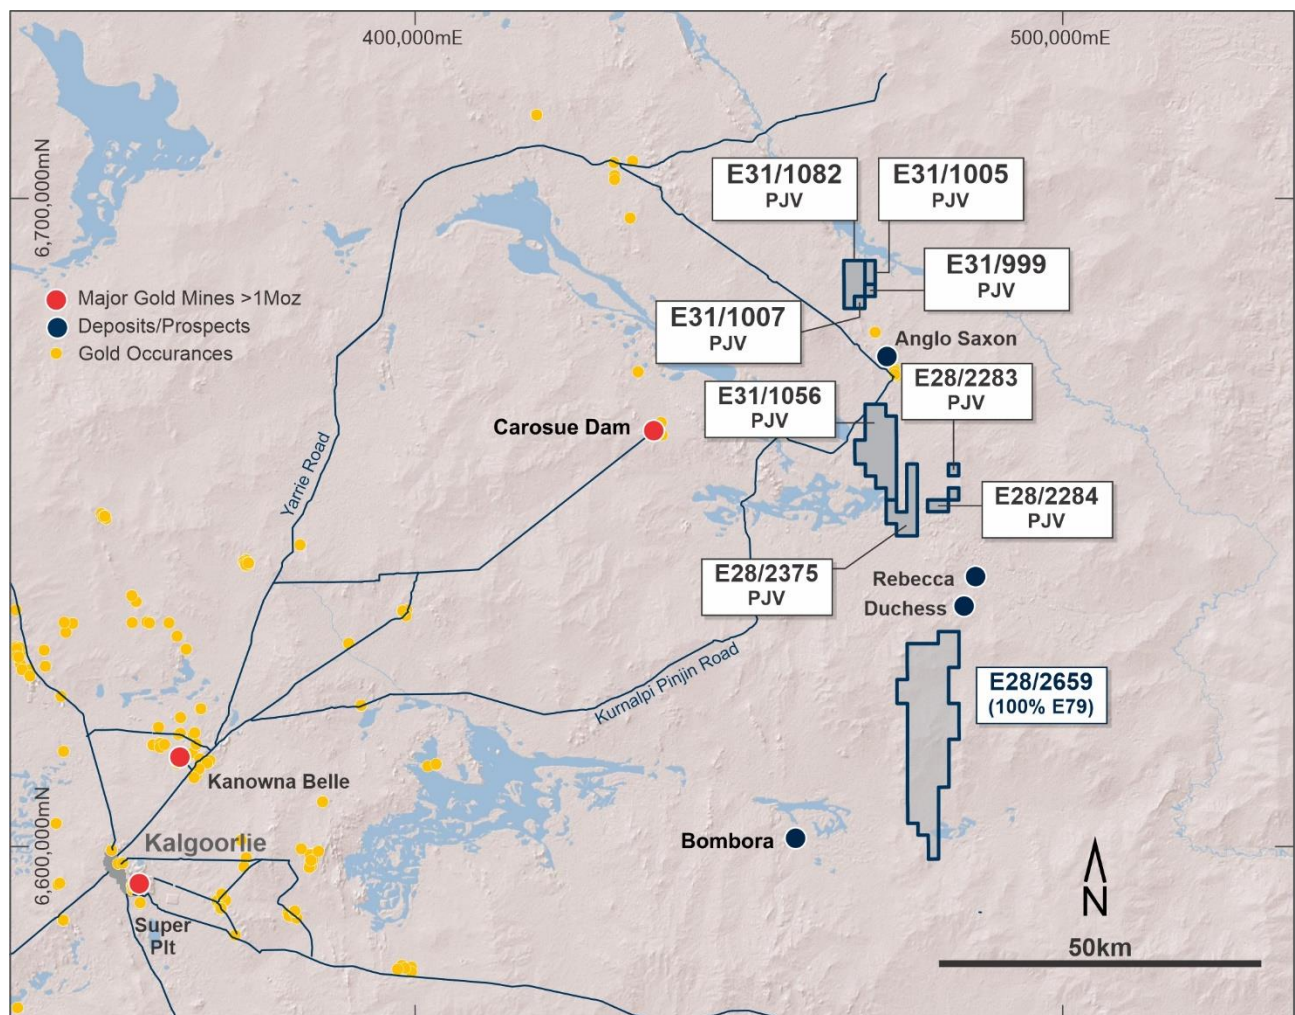 400,000mE
500,000mE
6,700,000mN
E31/1082
PJV
E31/1005
PJV
E31/999
PJV
Major Gold Mines >1Moz
Deposits/Prospects
Gold Occurances
E31/1007
PJV
Anglo Saxon
E28/2283
PJV
E31/1056
PJV
Carosue Dam
Yarrie Road
E28/2284
PJV
E28/2375
PJV
Rebecca
Duchess
Kurnalpi Pinjin Road
E28/2659
(100% E79)
Kanowna Belle
6,600,000mN
Kalgoorlie
Bombora
Super
PIt
N
50km